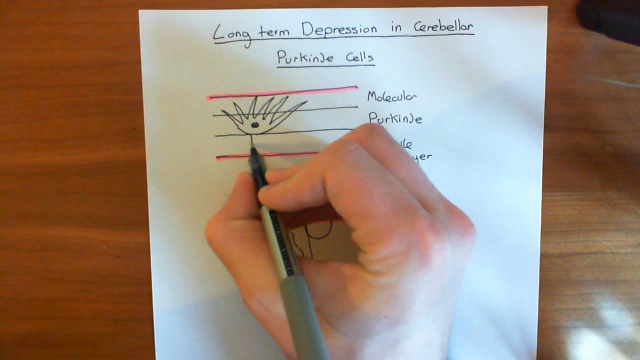 Long term Depression in Cerebellar
Purkinje Cells
Molecular
Purkinje